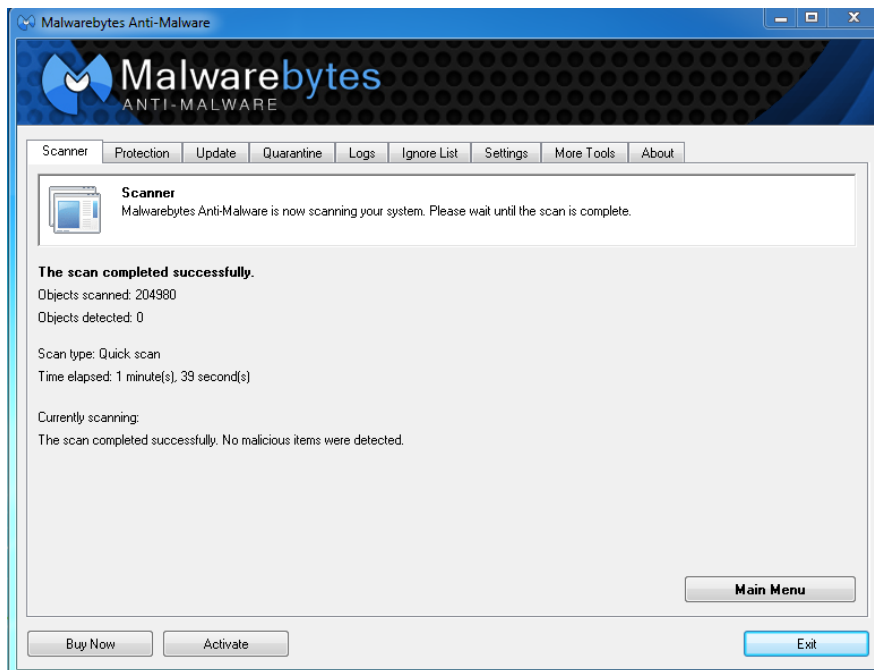 Malwarebytes Anti-Malware
Malwarebytes
ANTI-MALWARE
Scanner Protection Update Quarantine Logs Ignore List Settings More Tools About
Scanner
Malwarebytes Anti-Malware is now scanning your system. Please wait until the scan is complete.
The scan completed successfully.
Objects scanned: 204980
Objects detected: 0
Scan type: Quick scan
Time elapsed: 1 minute(s), 39 second(s)
Currently scanning:
The scan completed successfully. No malicious items were detected.
Main Menu
Buy Now Activate Exit